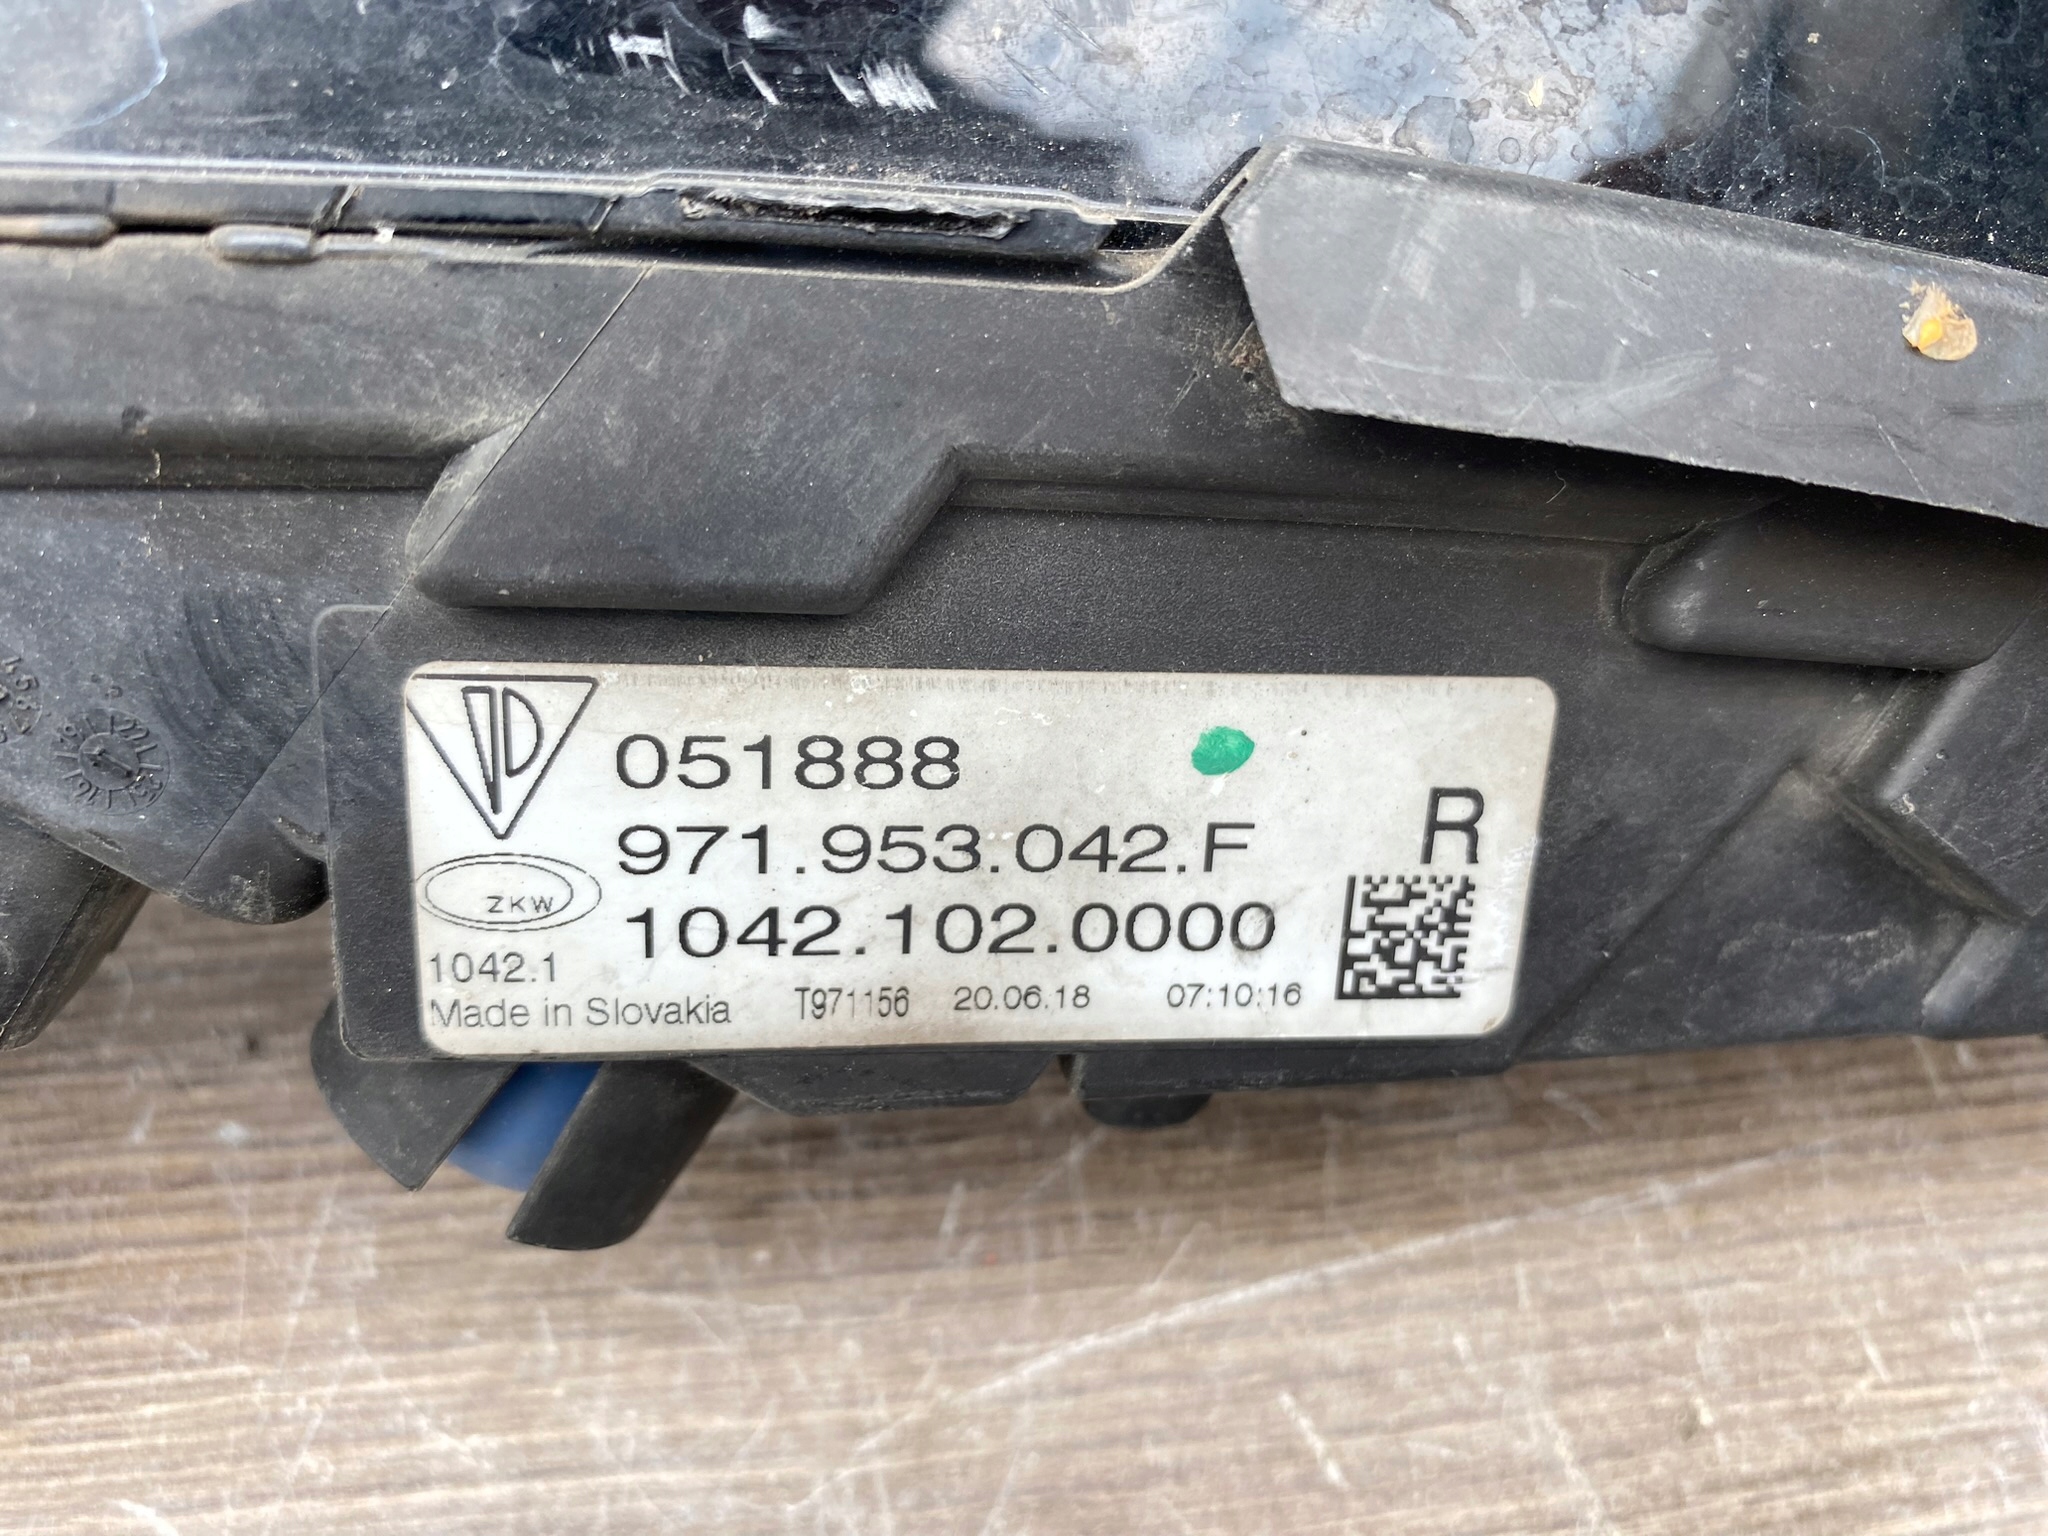 051888
971.953.042.F
R
ZKW
1042.102.0000
1042.1
Made in Slovakia T971156 20.06.18 07:10:16